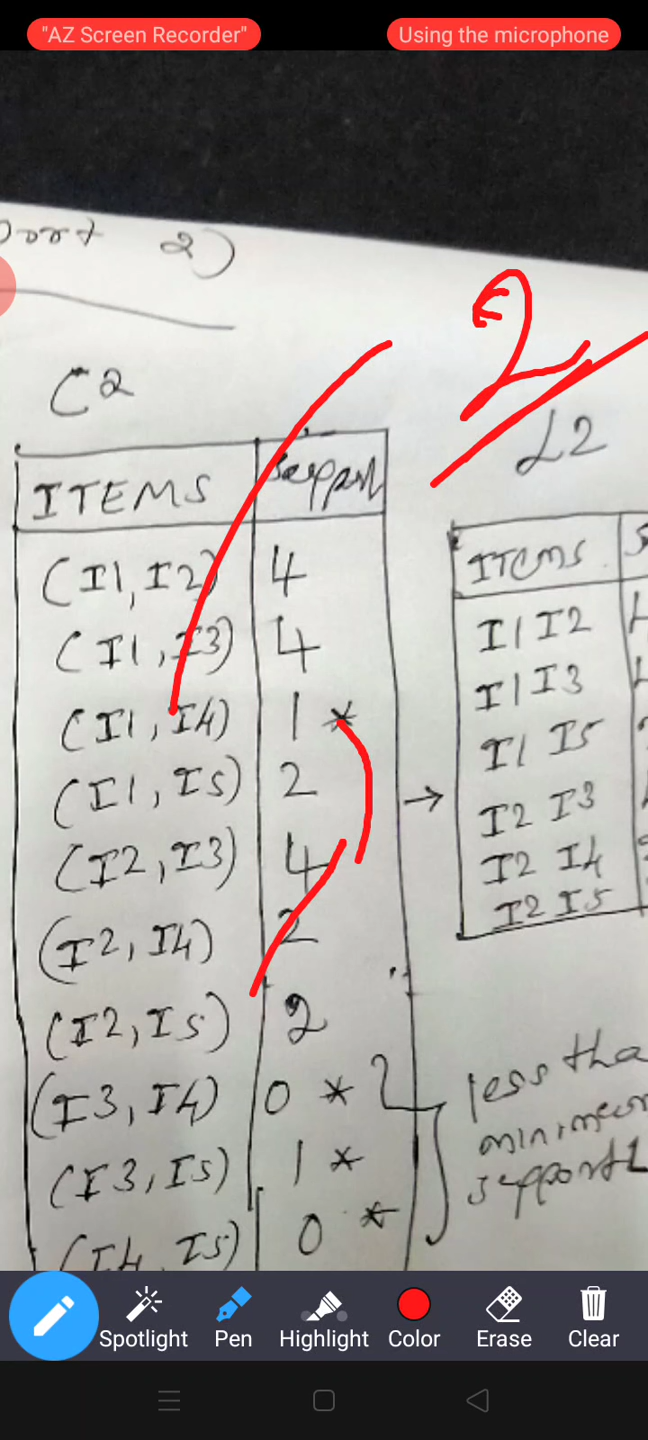 "AZ Screen Recorder"
Using the microphone
2)
2
C2
L2
ITEMS Support
(I1,I2) 4
(I1,I3) 4
(I1,I4) 1 *
(I1,I5) 2
(I2,I3) 4
(I2,I4) 2
(I2,I5) 2
(I3,I4) 0 *
(I3,I5) 1 *
(I4,I5) 0 *
→
ITEMS
I1 I2
I1 I3
I1 I5
I2 I3
I2 I4
I2 I5
less tha
minimum
support
Spotlight Pen Highlight Color Erase Clear